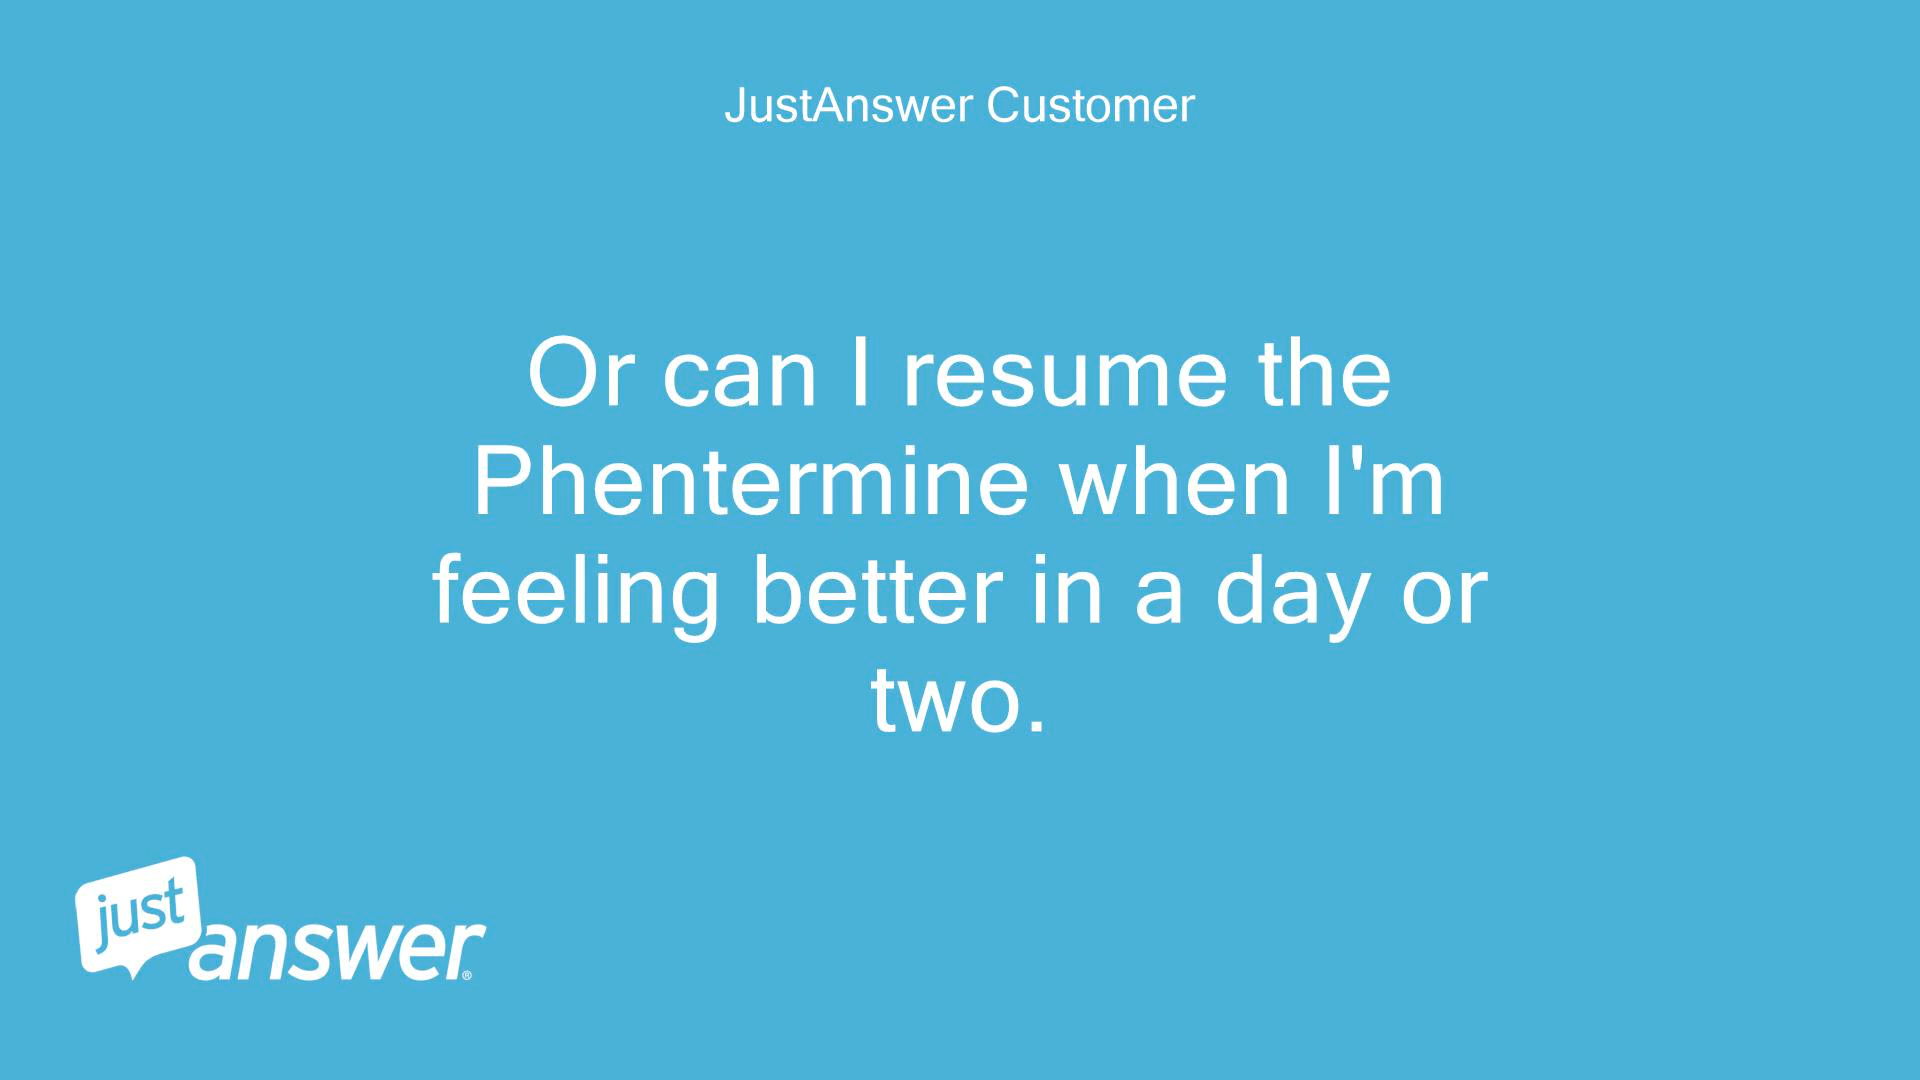 JustAnswer Customer
Or can I resume the
Phentermine when I'm
feeling better in a day or
two.
just
answer®